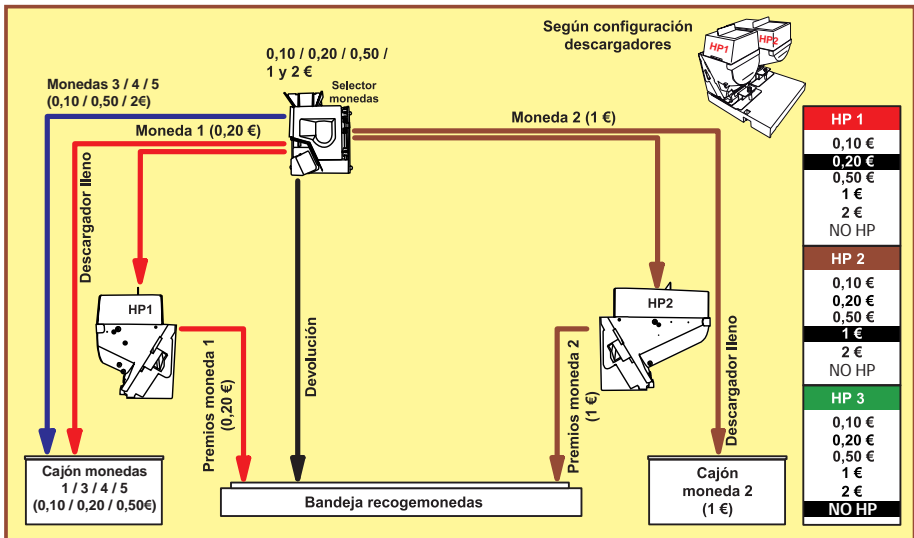 Según configuración
descargadores
HP1
HP2
0,10 / 0,20 / 0,50 /
1 y 2 €
Selector
monedas
Monedas 3 / 4 / 5
(0,10 / 0,50 / 2€)
Moneda 1 (0,20 €)
Moneda 2 (1 €)
Descargador lleno
HP1
HP2
Devolución
Premios moneda 1
(0,20 €)
Premios moneda 2
(1 €)
Descargador lleno
Cajón monedas
1 / 3 / 4 / 5
(0,10 / 0,20 / 0,50€)
Bandeja recogemonedas
Cajón
moneda 2
(1 €)
HP 1
0,10 €
0,20 €
0,50 €
1 €
2 €
NO HP
HP 2
0,10 €
0,20 €
0,50 €
1 €
2 €
NO HP
HP 3
0,10 €
0,20 €
0,50 €
1 €
2 €
NO HP